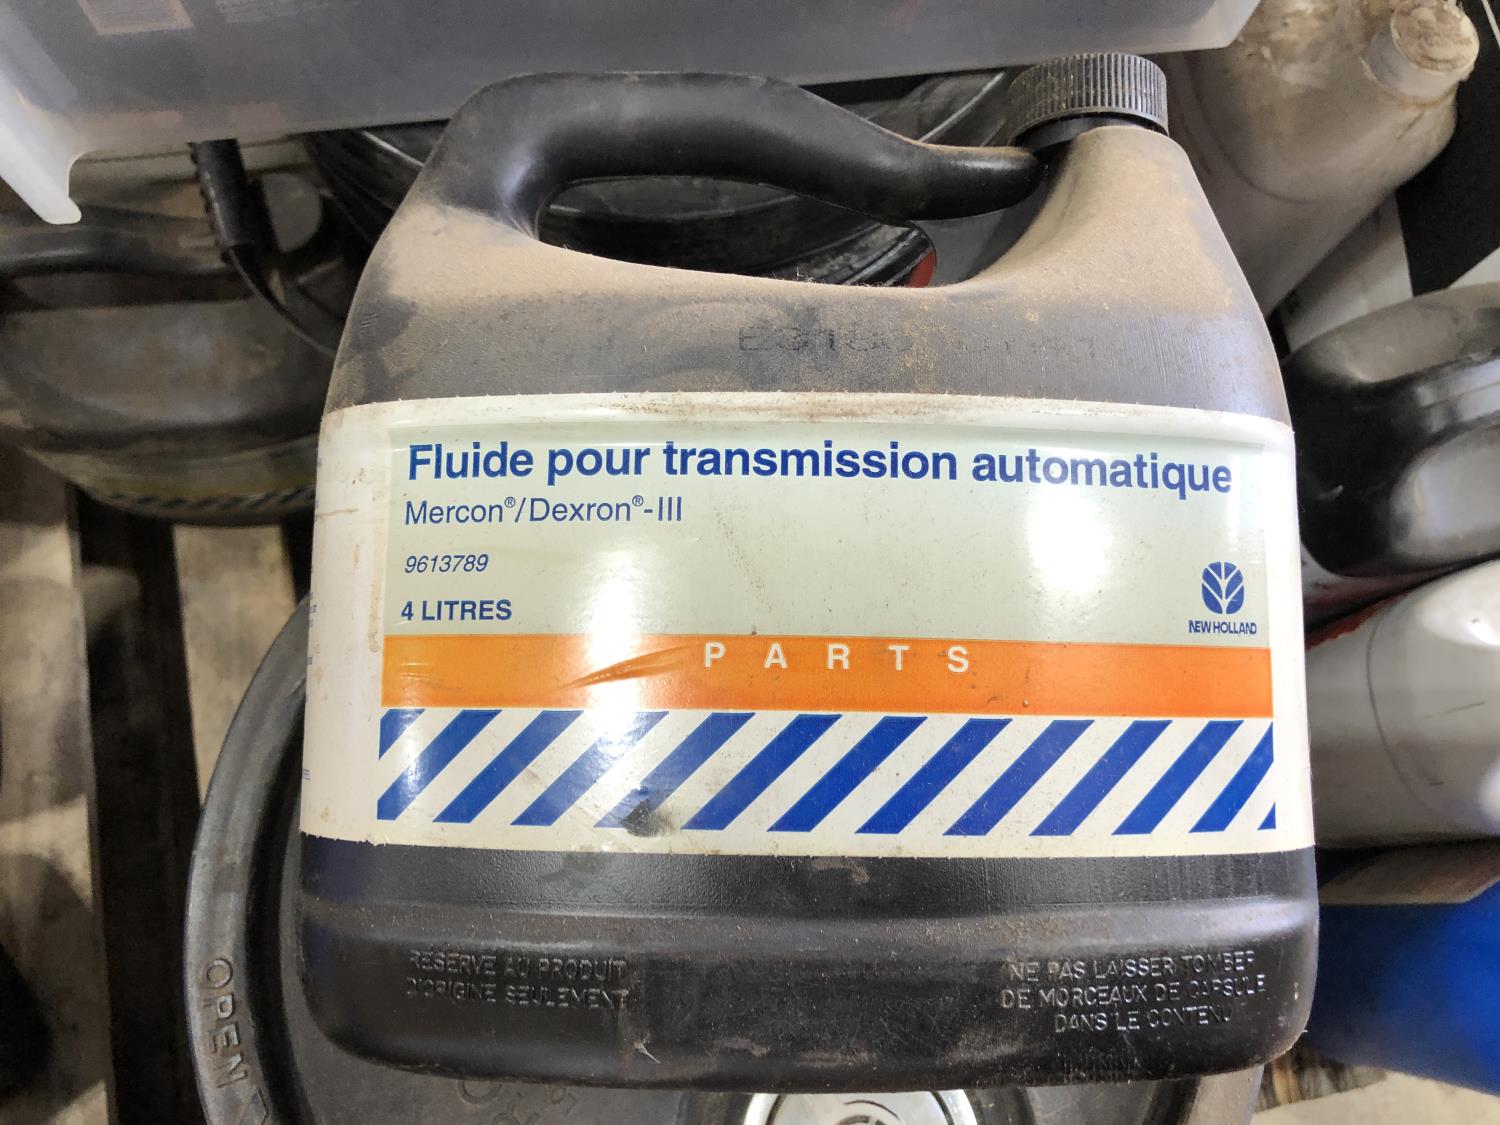 Fluide pour transmission automatique
Mercon®/Dexron®-III
9613789
4 LITRES
NEW HOLLAND
PARTS
RÉSERVÉ AU PRODUIT
D'ORIGINE SEULEMENT
NE PAS LAISSER TOMBER
DE MORCEAUX DE CAPSULE
DANS LE CONTENU
OPEN